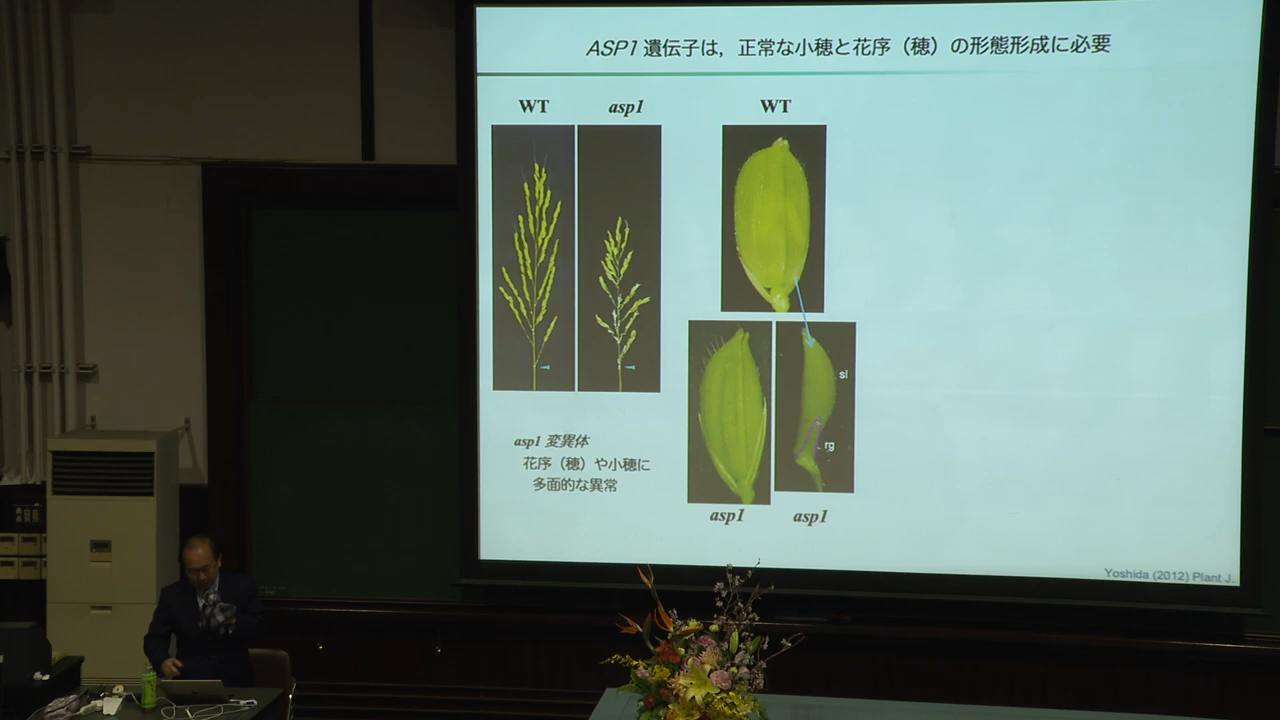 ASP1 遺伝子は，正常な小穂と花序（穂）の形態形成に必要
WT
asp1
WT
sl
rg
asp1
asp1
asp1 変異体
花序（穂）や小穂に
多面的な異常
Yoshida (2012) Plant J.